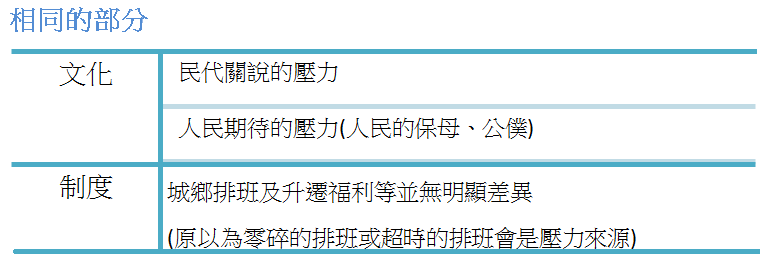 相同的部分
文化
民代關說的壓力
人民期待的壓力(人民的保母、公僕)
制度
城鄉排班及升遷福利等並無明顯差異
(原以為零碎的排班或超時的排班會是壓力來源)